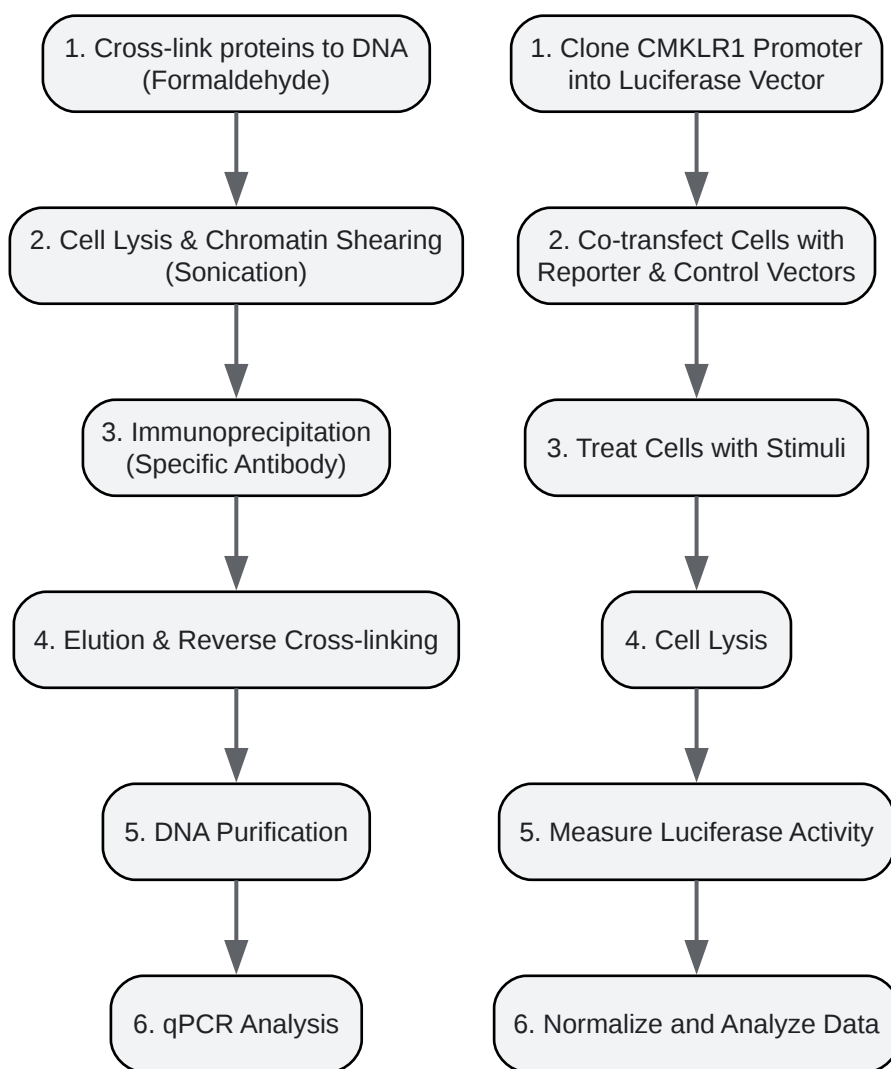 1. Cross-link proteins to DNA
(Formaldehyde)
2. Cell Lysis & Chromatin Shearing
(Sonication)
3. Immunoprecipitation
(Specific Antibody)
4. Elution & Reverse Cross-linking
5. DNA Purification
6. qPCR Analysis
1. Clone CMKLR1 Promoter
into Luciferase Vector
2. Co-transfect Cells with
Reporter & Control Vectors
3. Treat Cells with Stimuli
4. Cell Lysis
5. Measure Luciferase Activity
6. Normalize and Analyze Data